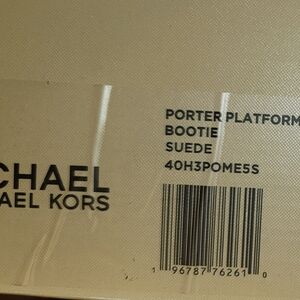 CHAEL
AEL KORS
PORTER PLATFORM
BOOTIE
SUEDE
40H3POME5S
1 96787 76261 0